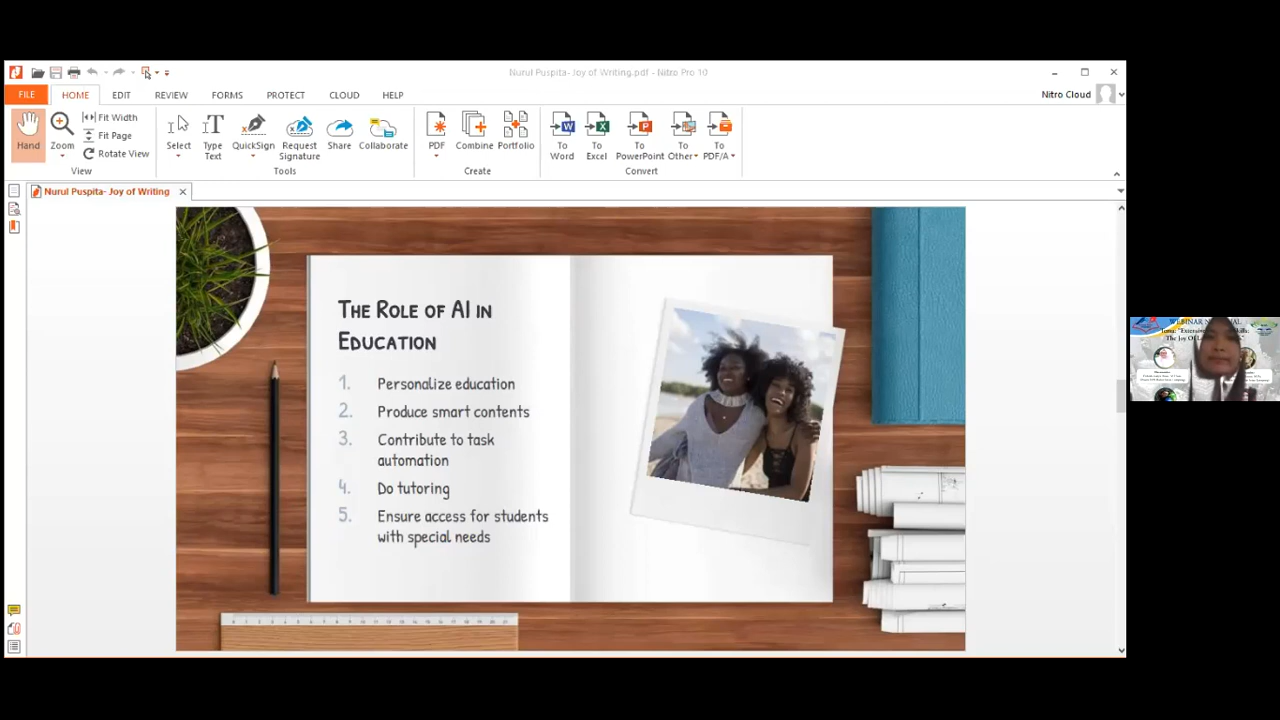 Nurul Puspita- Joy of Writing.pdf - Nitro Pro 10
FILE HOME EDIT REVIEW FORMS PROTECT CLOUD HELP
Nitro Cloud
Hand
Zoom
Fit Width
Fit Page
Rotate View
View
Select
Type
Text
QuickSign
Request
Signature
Share
Collaborate
Tools
PDF
Combine
Portfolio
Create
To
Word
To
Excel
To
PowerPoint
To
Other
To
PDF/A
Convert
Nurul Puspita- Joy of Writing
The Role of AI in
Education
1. Personalize education
2. Produce smart contents
3. Contribute to task
automation
4. Do tutoring
5. Ensure access for students
with special needs
WEBINAR
The Joy Of